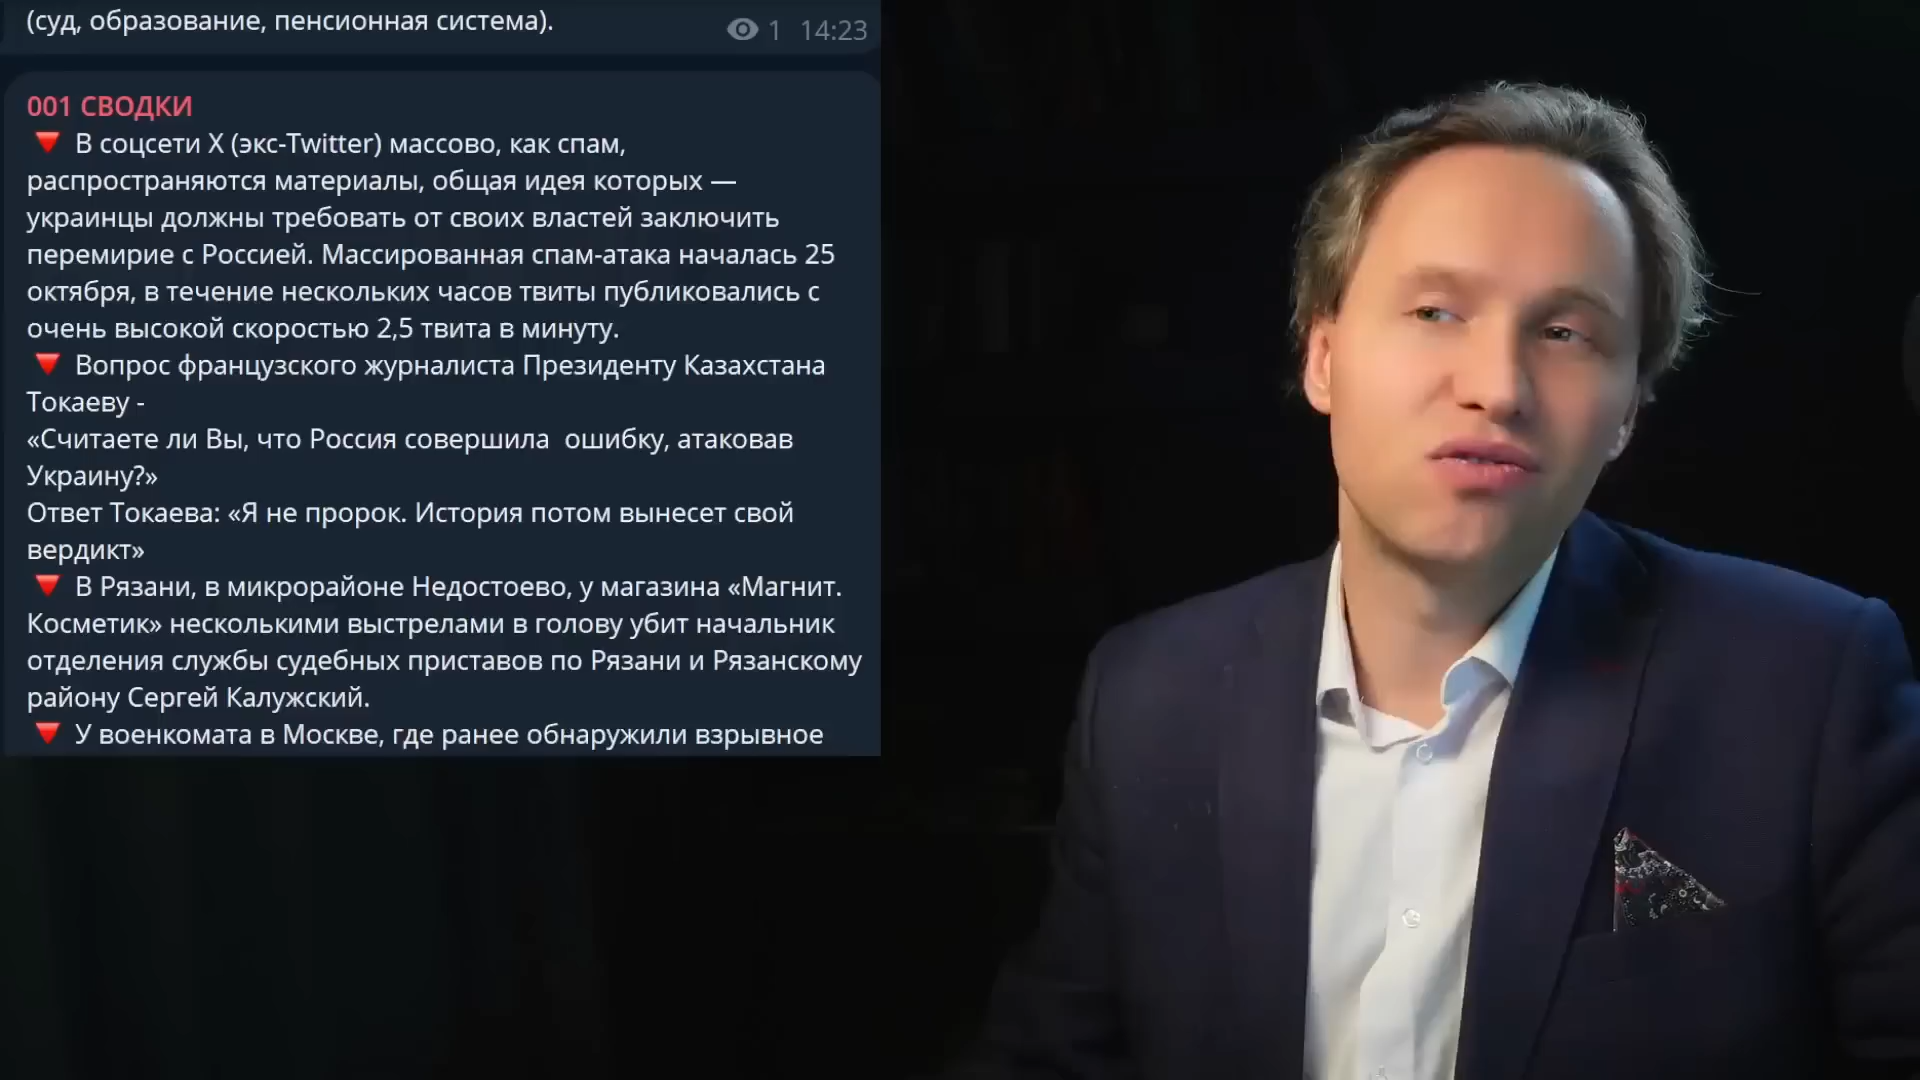 (суд, образование, пенсионная система).
1 14:23
001 СВОДКИ
🔻 В соцсети X (экс-Twitter) массово, как спам,
распространяются материалы, общая идея которых —
украинцы должны требовать от своих властей заключить
перемирие с Россией. Массированная спам-атака началась 25
октября, в течение нескольких часов твиты публиковались с
очень высокой скоростью 2,5 твита в минуту.
🔻 Вопрос французского журналиста Президенту Казахстана
Токаеву -
«Считаете ли Вы, что Россия совершила ошибку, атаковав
Украину?»
Ответ Токаева: «Я не пророк. История потом вынесет свой
вердикт»
🔻 В Рязани, в микрорайоне Недостоево, у магазина «Магнит.
Косметик» несколькими выстрелами в голову убит начальник
отделения службы судебных приставов по Рязани и Рязанскому
району Сергей Калужский.
🔻 У военкомата в Москве, где ранее обнаружили взрывное